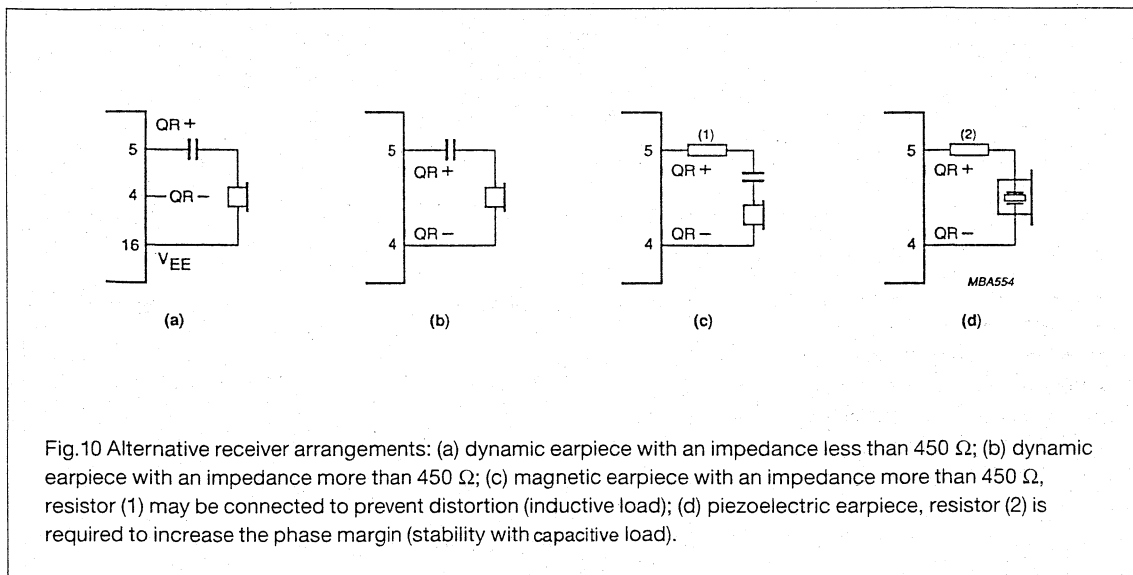 QR+
5
4
QR−
16
VEE
(a)
5
QR+
QR−
4
(b)
(1)
5
QR+
QR−
4
(c)
(2)
5
QR+
QR−
4
MBA554
(d)
Fig.10 Alternative receiver arrangements: (a) dynamic earpiece with an impedance less than 450 Ω; (b) dynamic
earpiece with an impedance more than 450 Ω; (c) magnetic earpiece with an impedance more than 450 Ω,
resistor (1) may be connected to prevent distortion (inductive load); (d) piezoelectric earpiece, resistor (2) is
required to increase the phase margin (stability with capacitive load).